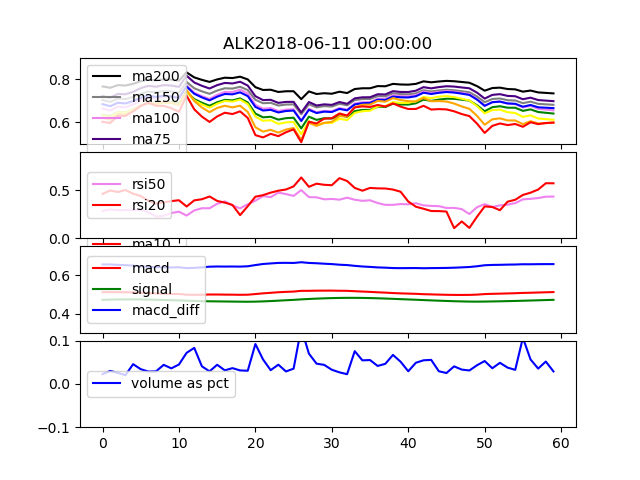 ALK2018-06-11 00:00:00
0.8
0.6
ma200
ma150
ma100
ma75
0.5
0.0
rsi50
rsi20
ma10
0.6
0.4
macd
signal
macd_diff
0.1
0.0
−0.1
volume as pct
0 10 20 30 40 50 60